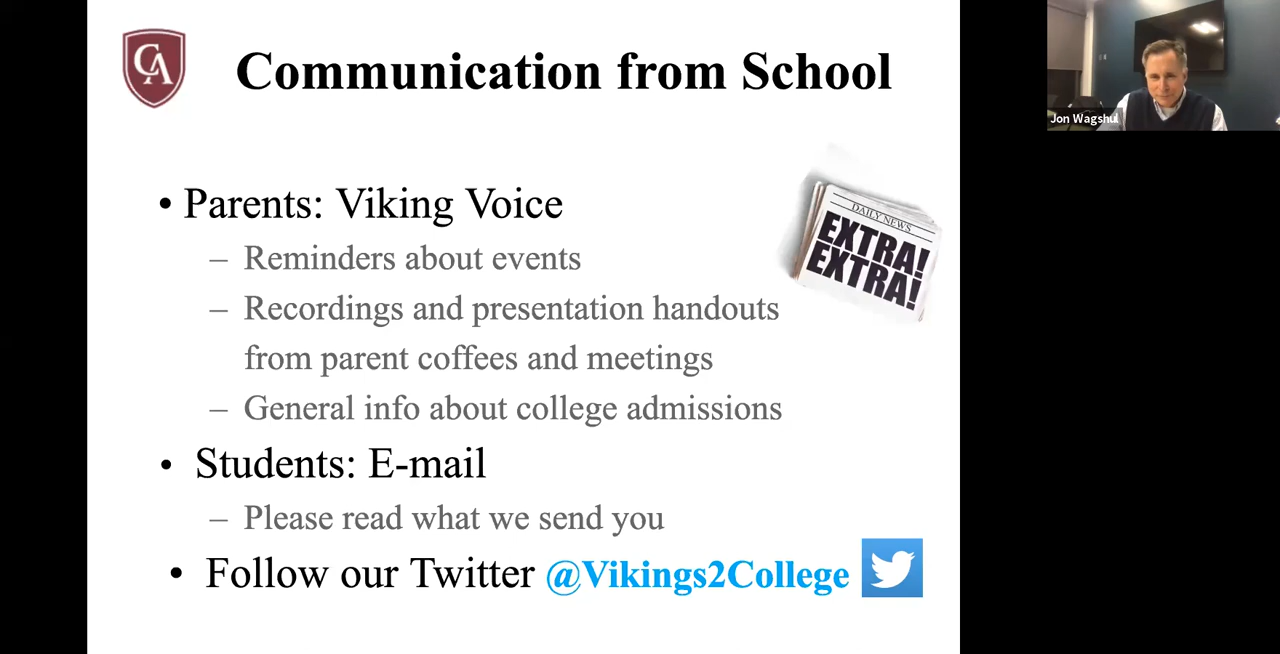 CA
Communication from School
Jon Wagshul
• Parents: Viking Voice
– Reminders about events
– Recordings and presentation handouts
from parent coffees and meetings
– General info about college admissions
DAILY NEWS
EXTRA!
EXTRA!
• Students: E-mail
– Please read what we send you
• Follow our Twitter @Vikings2College